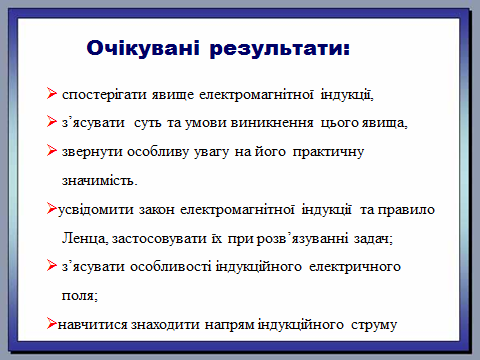 Очікувані результати:
спостерігати явище електромагнітної індукції,
з’ясувати суть та умови виникнення цього явища,
звернути особливу увагу на його практичну
значимість.
усвідомити закон електромагнітної індукції та правило
Ленца, застосовувати їх при розв’язуванні задач;
з’ясувати особливості індукційного електричного
поля;
навчитися знаходити напрям індукційного струму